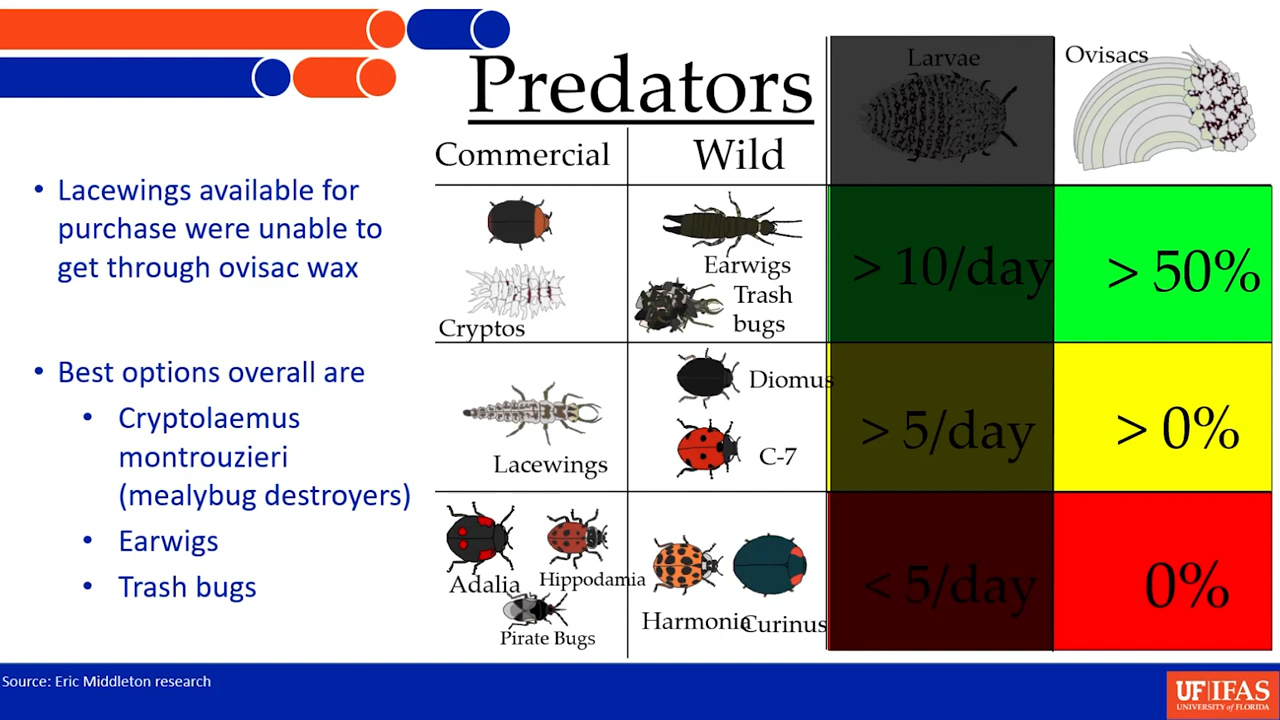 Predators
Larvae
Ovisacs
Commercial
Wild
• Lacewings available for
purchase were unable to
get through ovisac wax
• Best options overall are
• Cryptolaemus
montrouzieri
(mealybug destroyers)
• Earwigs
• Trash bugs
Cryptos
Earwigs
Trash
bugs
> 10/day
> 50%
Lacewings
Diomus
C-7
> 5/day
> 0%
Adalia
Hippodamia
Pirate Bugs
Harmonia
Curinus
< 5/day
0%
Source: Eric Middleton research
UF|IFAS
UNIVERSITY of FLORIDA